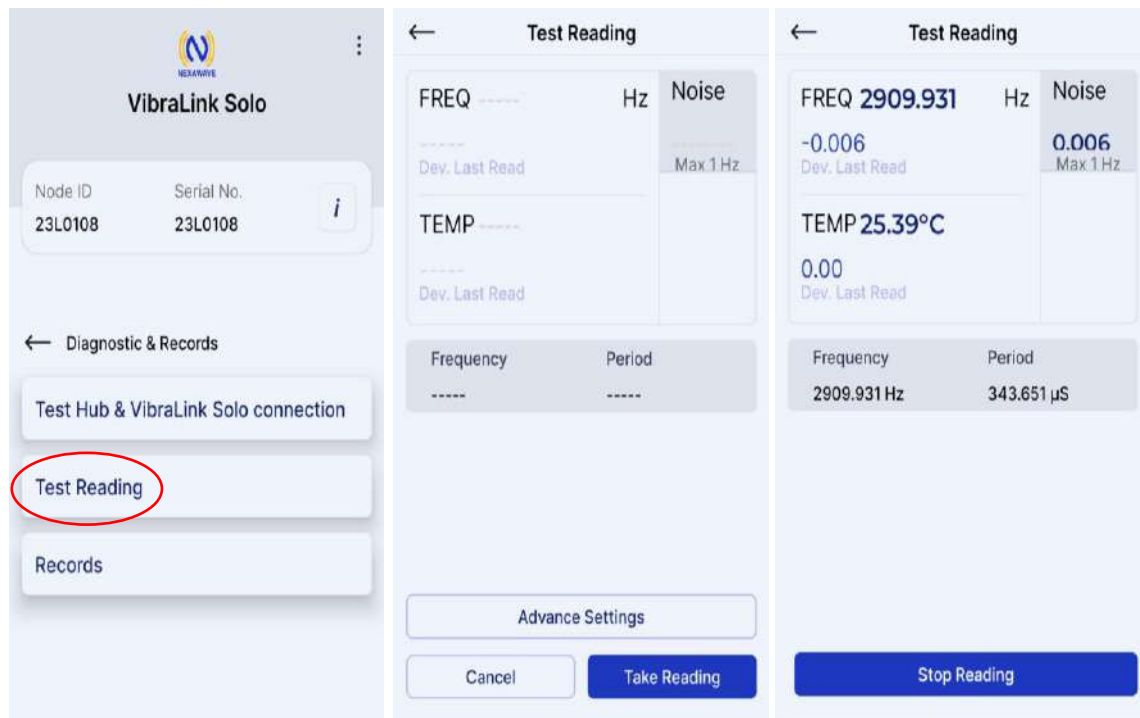 NEXAWAVE
VibraLink Solo
Node ID Serial No.
23L0108 23L0108
i
Diagnostic & Records
Test Hub & VibraLink Solo connection
Test Reading
Records
Test Reading
FREQ ----- Hz Noise
-----
Dev. Last Read Max 1 Hz
TEMP -----
-----
Dev. Last Read
Frequency Period
----- -----
Advance Settings
Cancel Take Reading
Test Reading
FREQ 2909.931 Hz Noise
-0.006 0.006
Dev. Last Read Max 1 Hz
TEMP 25.39°C
0.00
Dev. Last Read
Frequency Period
2909.931 Hz 343.651 µS
Stop Reading